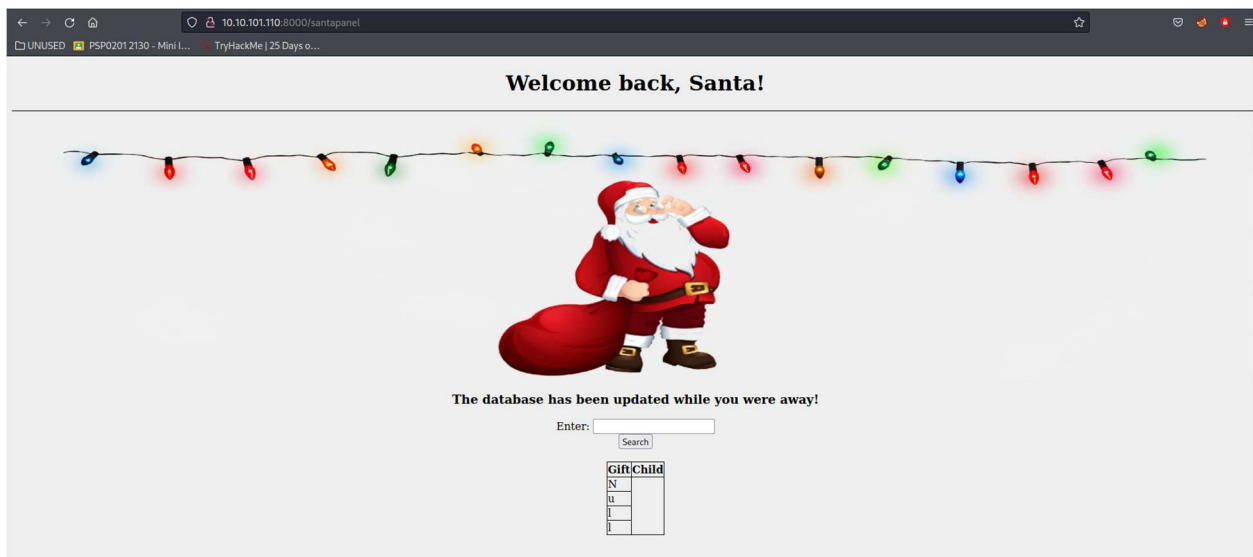 10.10.101.110:8000/santapanel
UNUSED PSP0201 2130 - Mini I... TryHackMe | 25 Days o...
Welcome back, Santa!
The database has been updated while you were away!
Enter:
Search
Gift Child
N
u
l
l